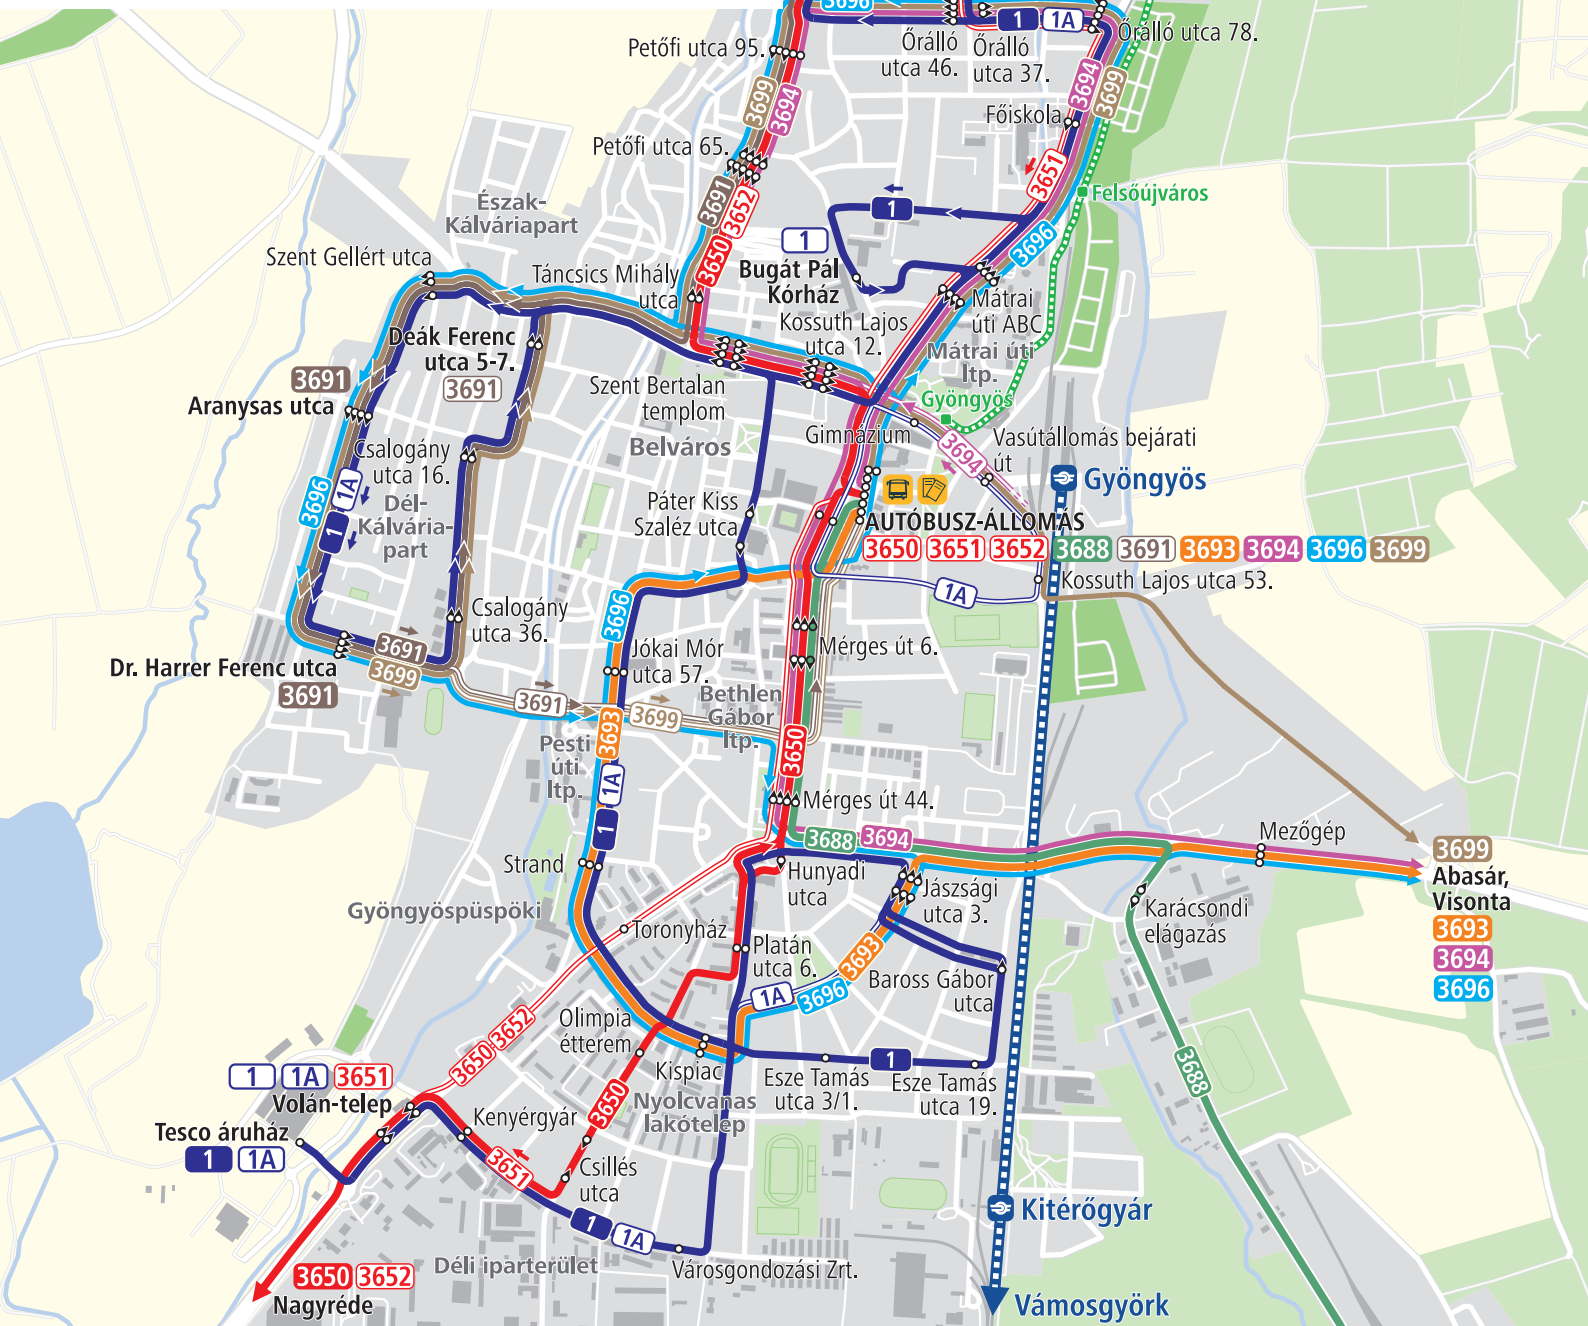 3696
1 1A
Őrálló utca 78.
Petőfi utca 95.
Őrálló
utca 46.
Őrálló
utca 37.
3699
3694
3694
3699
Főiskola
Petőfi utca 65.
3651
Felsőújváros
3691
3652
Észak-
Kálváriapart
1
1
3696
3650
Bugát Pál
Kórház
Szent Gellért utca
Táncsics Mihály
utca
Mátrai
úti ABC
Kossuth Lajos
utca 12.
Deák Ferenc
utca 5-7.
3691
Mátrai úti
ltp.
3691
Aranysas utca
Szent Bertalan
templom
Gyöngyös
Gimnázium
Belváros
3694
Vasútállomás bejárati
út
Csalogány
utca 16.
Gyöngyös
3696
1A
1
Dél-
Kálvária-
part
Páter Kiss
Szaléz utca
AUTÓBUSZ-ÁLLOMÁS
3650 3651 3652 3688 3691 3693 3694 3696 3699
Kossuth Lajos utca 53.
1A
Csalogány
utca 36.
3696
3691
3699
Dr. Harrer Ferenc utca
3691
Jókai Mór
utca 57.
Mérges út 6.
Bethlen
Gábor
ltp.
3691
3699
3693
3650
Pesti
úti
ltp.
1A
1
Mérges út 44.
3688 3694
Mezőgép
3699
Abasár,
Visonta
3693
3694
3696
Strand
Hunyadi
utca
Jászsági
utca 3.
Karácsondi
elágazás
Gyöngyöspüspöki
Toronyház
Platán
utca 6.
3693
1A
3696
Baross Gábor
utca
Olimpia
étterem
3652
3650
Kispiac
1
Esze Tamás
utca 3/1.
Esze Tamás
utca 19.
3688
1 1A 3651
Volán-telep
Kenyérgyár
3650
Nyolcvanas
lakótelep
Tesco áruház
1 1A
3651
Csillés
utca
1 1A
Kitérőgyár
Déli iparterület
Városgondozási Zrt.
3650 3652
Nagyréde
Vámosgyörk